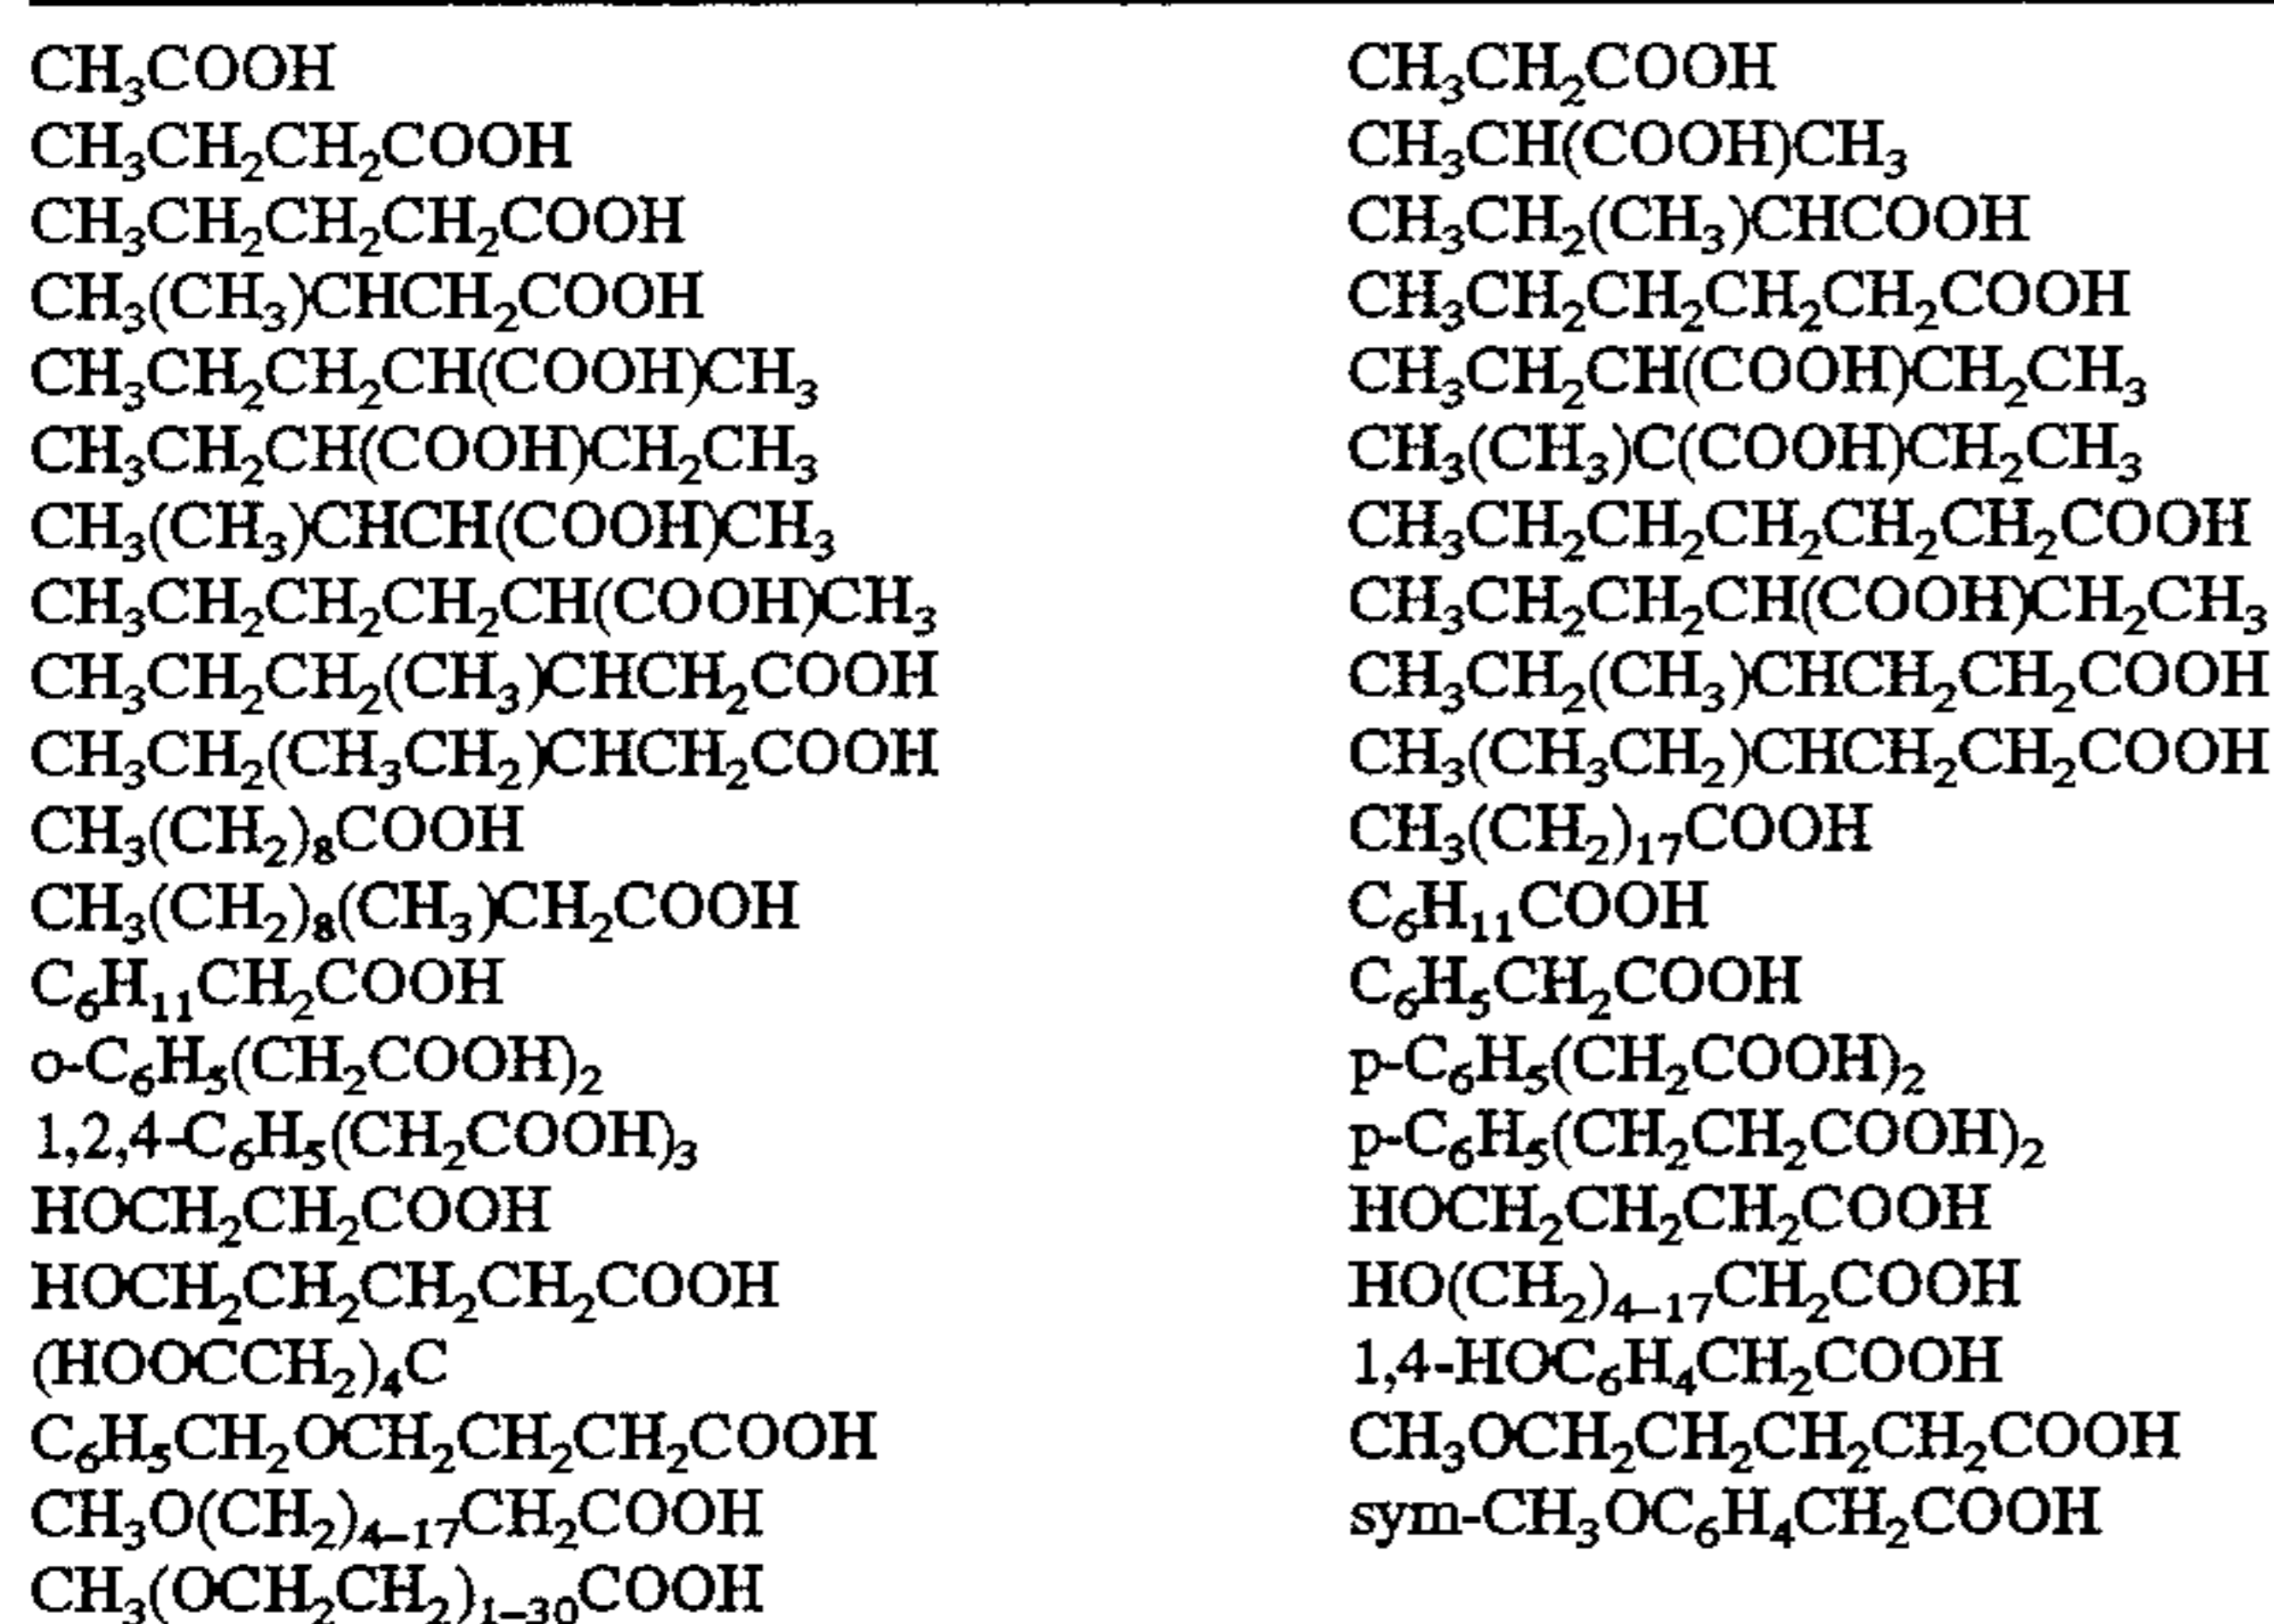 CH₃COOH
CH₃CH₂COOH
CH₃CH₂CH₂COOH
CH₃CH(COOH)CH₃
CH₃CH₂CH₂CH₂COOH
CH₃CH₂(CH₃)CHCOOH
CH₃(CH₃)CHCH₂COOH
CH₃CH₂CH₂CH₂CH₂COOH
CH₃CH₂CH₂CH(COOH)CH₃
CH₃CH₂CH(COOH)CH₂CH₃
CH₃CH₂CH(COOH)CH₂CH₃
CH₃(CH₃)C(COOH)CH₂CH₃
CH₃(CH₃)CHCH(COOH)CH₃
CH₃CH₂CH₂CH₂CH₂CH₂COOH
CH₃CH₂CH₂CH₂CH(COOH)CH₃
CH₃CH₂CH₂CH(COOH)CH₂CH₃
CH₃CH₂CH₂(CH₃)CHCH₂COOH
CH₃CH₂(CH₃)CHCH₂CH₂COOH
CH₃CH₂(CH₃CH₂)CHCH₂COOH
CH₃(CH₃CH₂)CHCH₂CH₂COOH
CH₃(CH₂)₈COOH
CH₃(CH₂)₁₇COOH
CH₃(CH₂)₈(CH₃)CH₂COOH
C₆H₁₁COOH
C₆H₁₁CH₂COOH
C₆H₅CH₂COOH
o-C₆H₅(CH₂COOH)₂
p-C₆H₅(CH₂COOH)₂
1,2,4-C₆H₅(CH₂COOH)₃
p-C₆H₅(CH₂CH₂COOH)₂
HOCH₂CH₂COOH
HOCH₂CH₂CH₂COOH
HOCH₂CH₂CH₂CH₂COOH
HO(CH₂)₄₋₁₇CH₂COOH
(HOOCCH₂)₄C
1,4-HOC₆H₄CH₂COOH
C₆H₅CH₂OCH₂CH₂CH₂COOH
CH₃OCH₂CH₂CH₂CH₂COOH
CH₃O(CH₂)₄₋₁₇CH₂COOH
sym-CH₃OC₆H₄CH₂COOH
CH₃(OCH₂CH₂)₁₋₃₀COOH